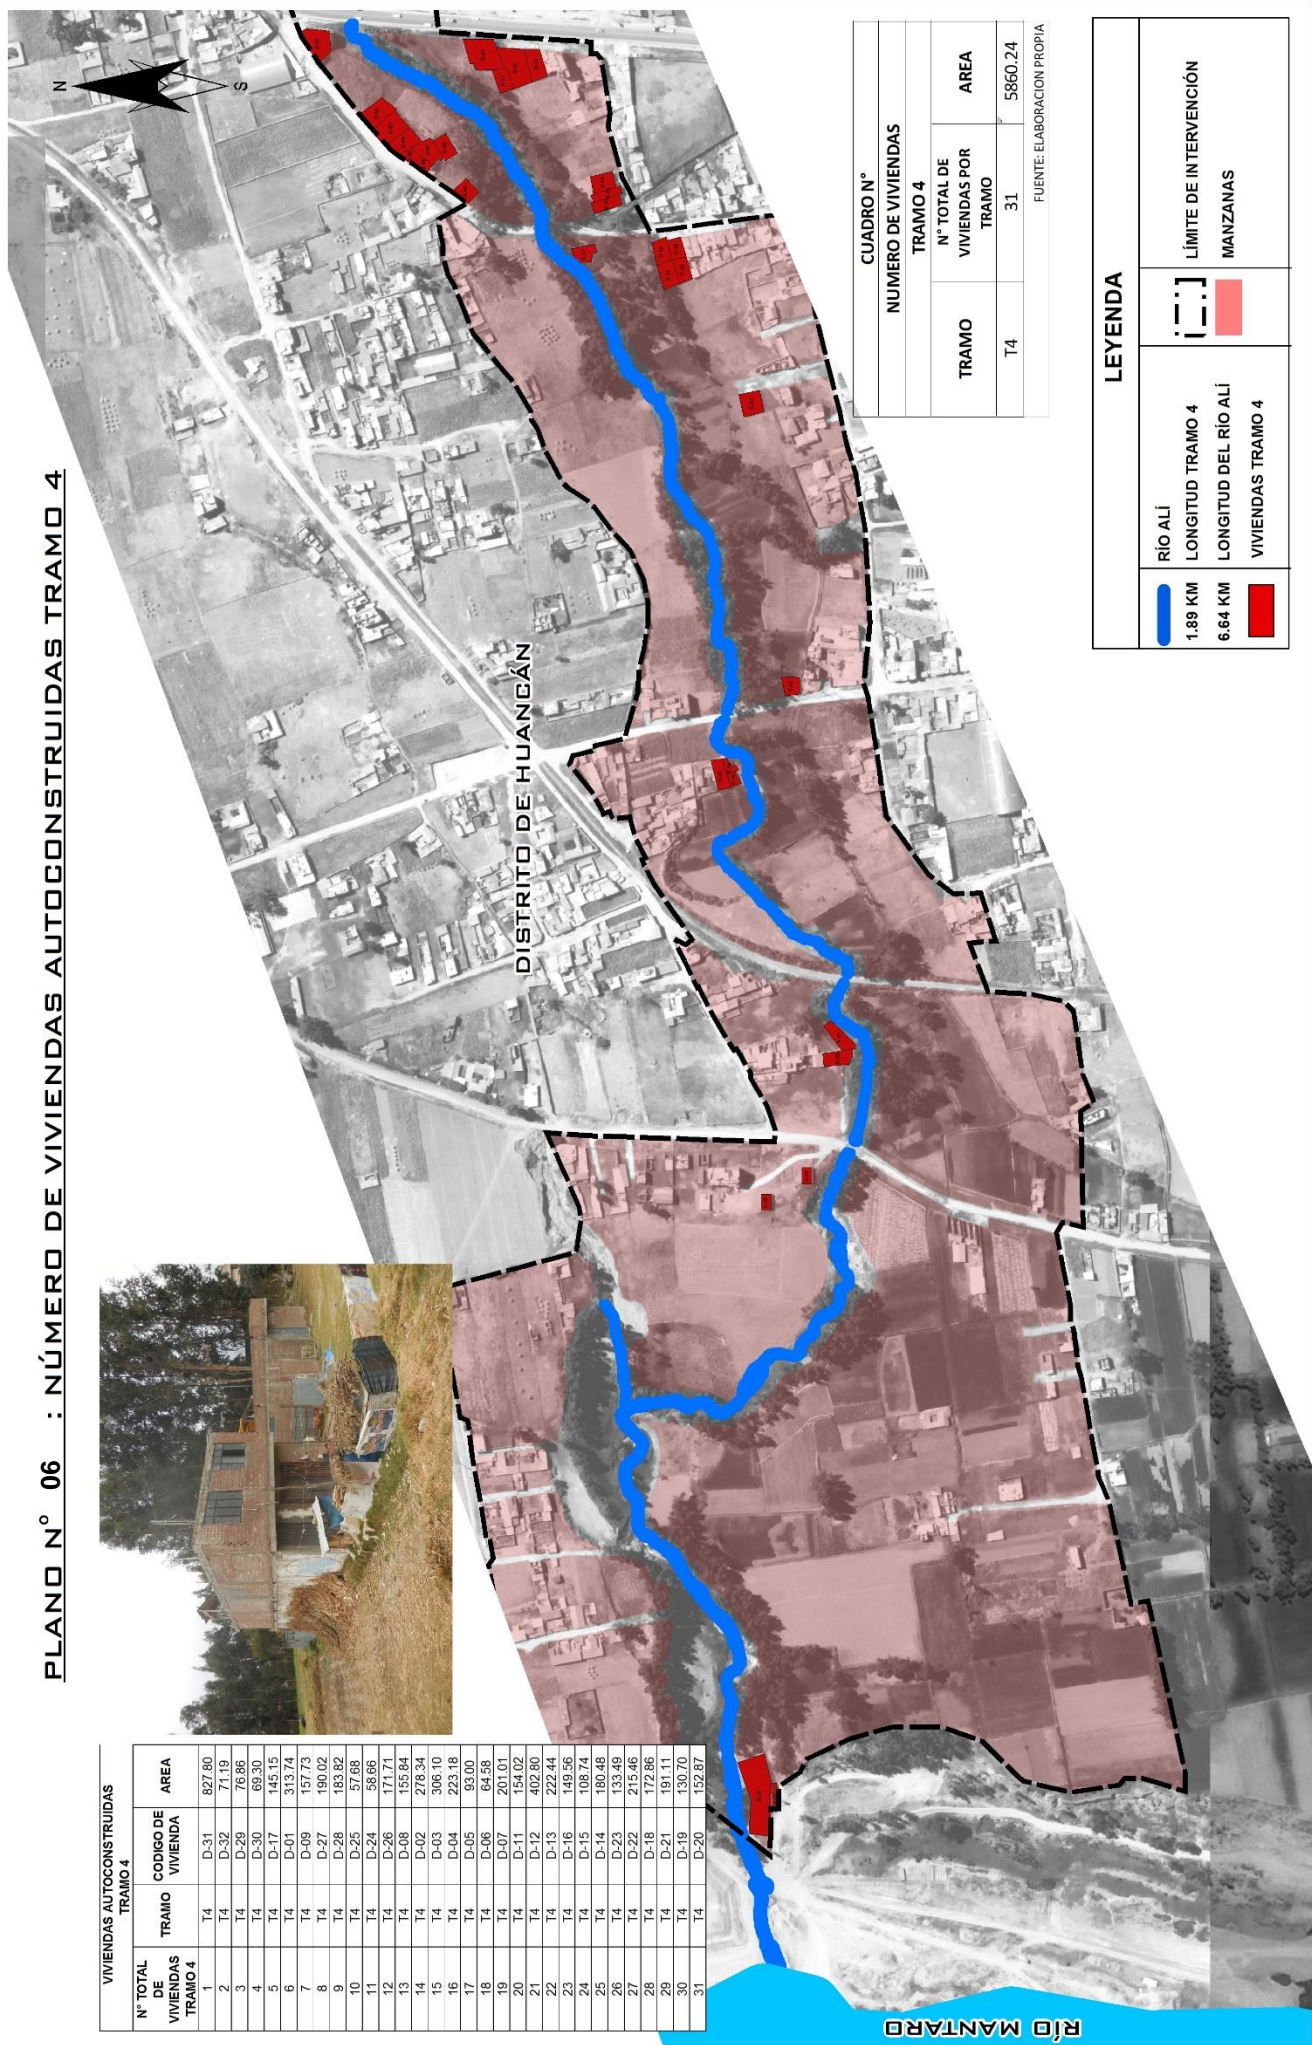 PLANO N° 06 : NÚMERO DE VIVIENDAS AUTOCONSTRUIDAS TRAMO 4
VIVIENDAS AUTOCONSTRUIDAS
TRAMO 4
N° TOTAL DE VIVIENDAS TRAMO 4 TRAMO CODIGO DE VIVIENDA AREA
1 T4 D-31 827.80
2 T4 D-32 71.19
3 T4 D-29 76.86
4 T4 D-30 69.30
5 T4 D-17 145.15
6 T4 D-01 313.74
7 T4 D-09 157.73
8 T4 D-27 190.02
9 T4 D-28 183.82
10 T4 D-25 57.68
11 T4 D-24 58.66
12 T4 D-26 171.71
13 T4 D-08 155.84
14 T4 D-02 278.34
15 T4 D-03 306.10
16 T4 D-04 223.18
17 T4 D-05 93.00
18 T4 D-06 64.58
19 T4 D-07 201.01
20 T4 D-11 154.02
21 T4 D-12 402.80
22 T4 D-13 222.44
23 T4 D-16 149.56
24 T4 D-15 108.74
25 T4 D-14 180.48
26 T4 D-23 133.49
27 T4 D-22 215.46
28 T4 D-18 172.86
29 T4 D-21 191.11
30 T4 D-19 130.70
31 T4 D-20 152.87
N
S
DISTRITO DE HUANCÁN
RÍO MANTARO
CUADRO N°
NUMERO DE VIVIENDAS
TRAMO 4
TRAMO N° TOTAL DE VIVIENDAS POR TRAMO AREA
T4 31 5860.24
FUENTE: ELABORACION PROPIA
LEYENDA
RÍO ALÍ
1.89 KM LONGITUD TRAMO 4
6.64 KM LONGITUD DEL RÍO ALÍ
VIVIENDAS TRAMO 4
LÍMITE DE INTERVENCIÓN
MANZANAS